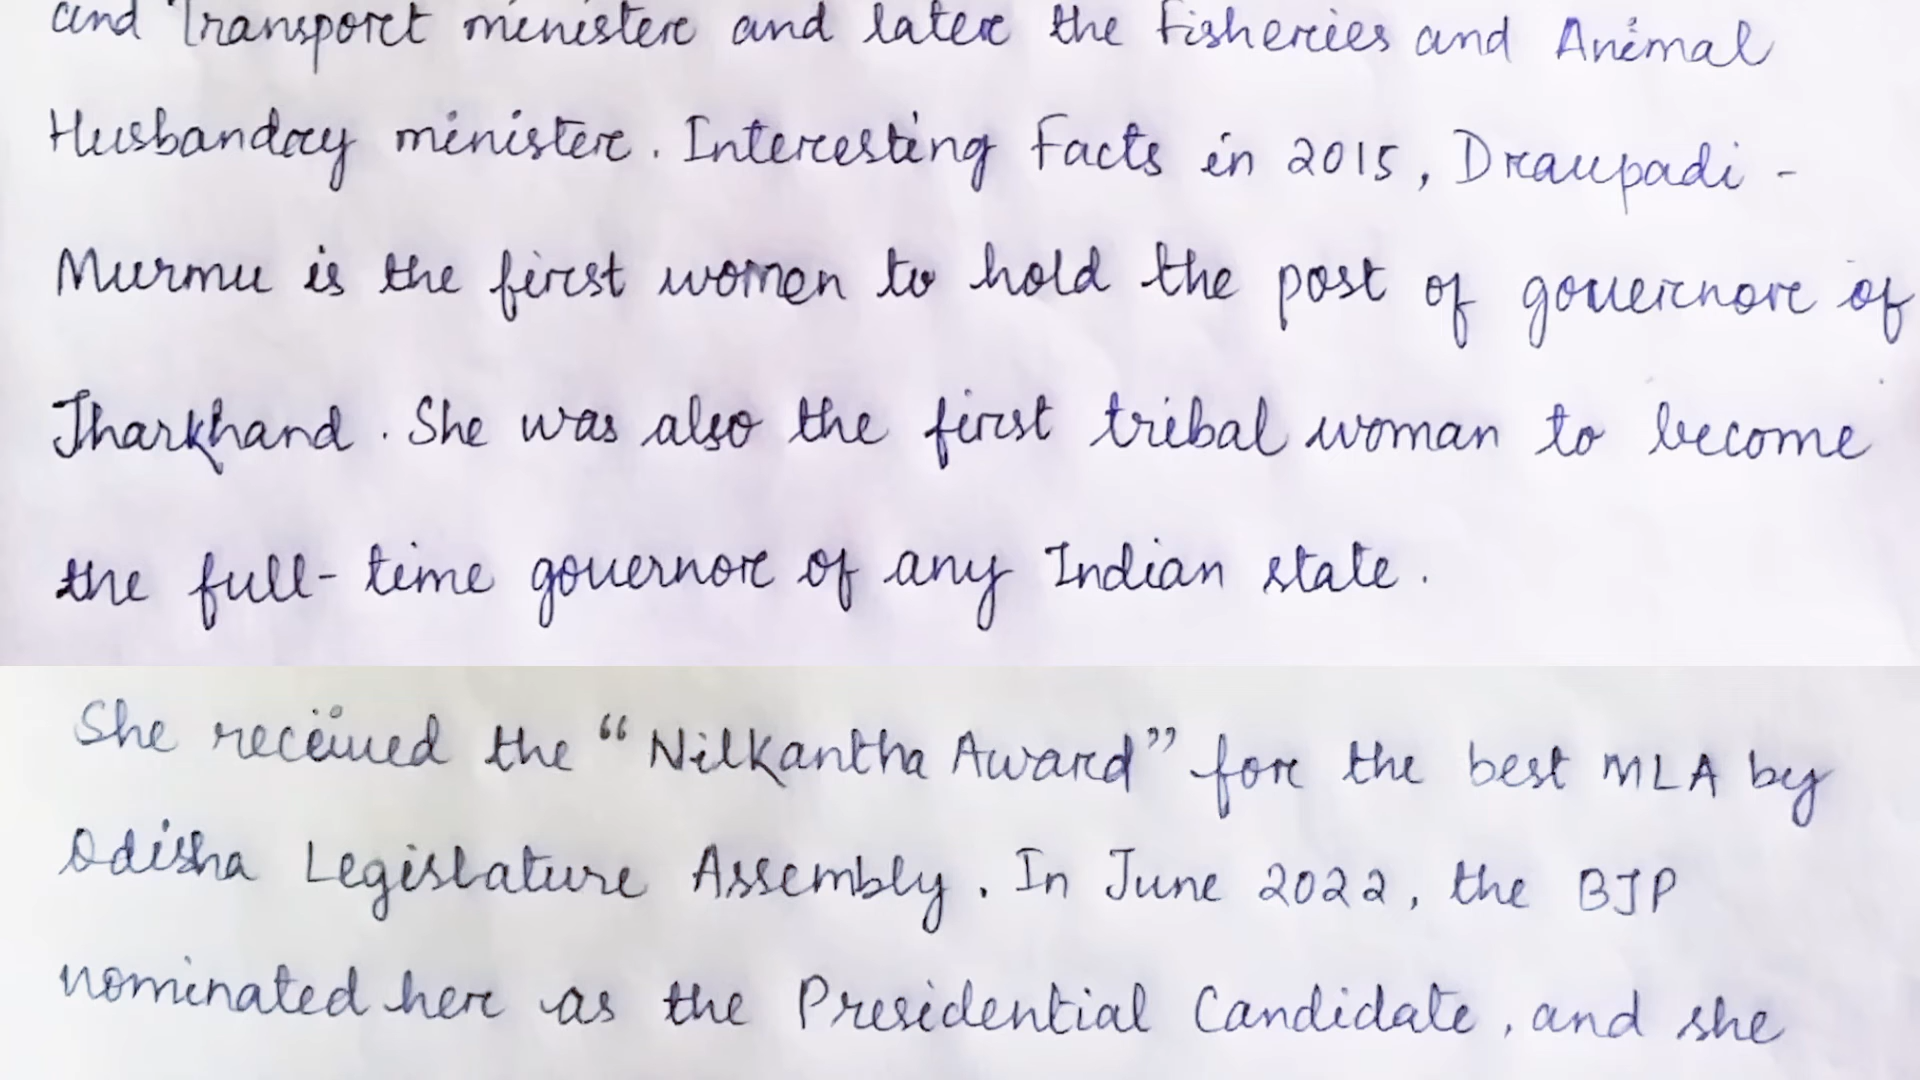 and Transport minister and later the Fisheries and Animal
Husbandry minister. Interesting Facts in 2015, Draupadi -
Murmu is the first women to hold the post of governor of
Jharkhand. She was also the first tribal woman to become
the full-time governor of any Indian state.
She received the “Nilkantha Award” for the best MLA by
Odisha Legislature Assembly. In June 2022, the BJP
nominated her as the Presidential Candidate, and she